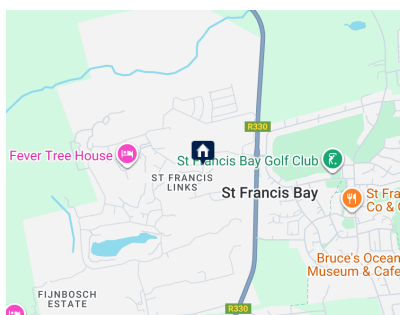 R330
Fever Tree House
St Francis Bay Golf Club
ST FRANCIS
LINKS
St Francis Bay
St Fra
Co & C
Bruce's Ocean
Museum & Cafe
FIJNBOSCH
ESTATE
R330